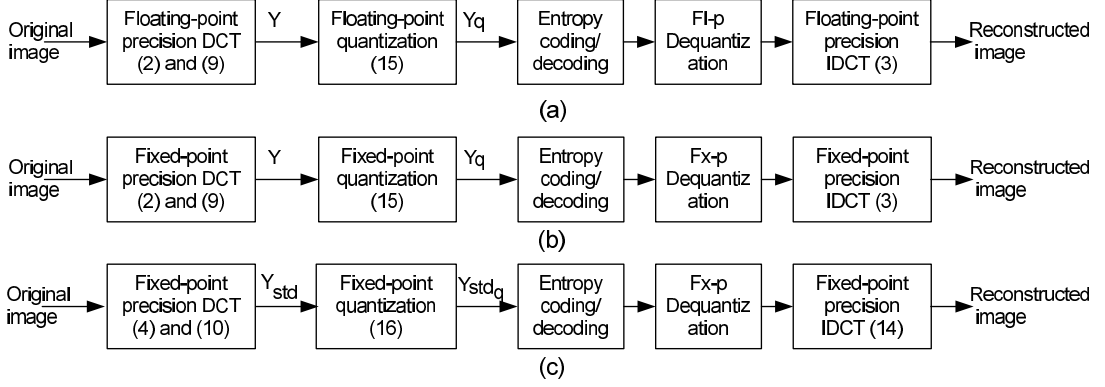 Original image
Floating-point precision DCT (2) and (9)
Y
Floating-point quantization (15)
Yq
Entropy coding/ decoding
Fl-p Dequantiz ation
Floating-point precision IDCT (3)
Reconstructed image
(a)
Original image
Fixed-point precision DCT (2) and (9)
Y
Fixed-point quantization (15)
Yq
Entropy coding/ decoding
Fx-p Dequantiz ation
Fixed-point precision IDCT (3)
Reconstructed image
(b)
Original image
Fixed-point precision DCT (4) and (10)
Ystd
Fixed-point quantization (16)
Ystdq
Entropy coding/ decoding
Fx-p Dequantiz ation
Fixed-point precision IDCT (14)
Reconstructed image
(c)